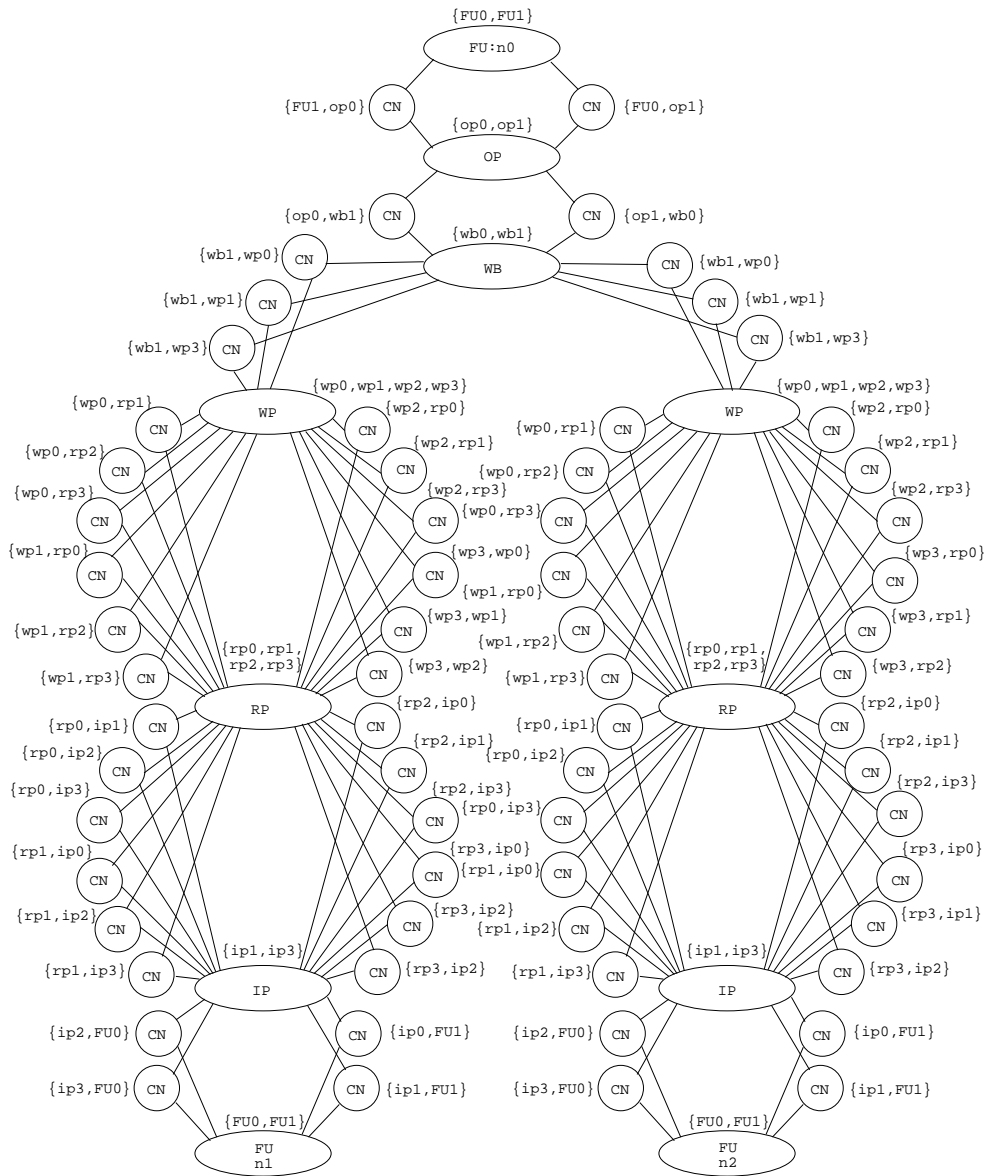 {FU0,FU1}
FU:n0
{FU1,op0} CN CN {FU0,op1}
{op0,op1}
OP
{op0,wb1} CN CN {op1,wb0}
{wb0,wb1}
WB
{wb1,wp0} CN CN {wb1,wp0}
{wb1,wp1} CN CN {wb1,wp1}
{wb1,wp3} CN CN {wb1,wp3}
{wp0,wp1,wp2,wp3} {wp0,wp1,wp2,wp3}
WP WP
{wp0,rp1} CN CN {wp2,rp0} {wp0,rp1} CN CN {wp2,rp0}
{wp0,rp2} CN CN {wp2,rp1} {wp0,rp2} CN CN {wp2,rp1}
{wp0,rp3} CN CN {wp2,rp3} {wp0,rp3} CN CN {wp2,rp3}
{wp1,rp0} CN CN {wp3,wp0} {wp1,rp0} CN CN {wp3,rp0}
{wp1,rp2} CN CN {wp3,wp1} {wp1,rp2} CN CN {wp3,rp1}
{wp1,rp3} CN CN {wp3,wp2} {wp1,rp3} CN CN {wp3,rp2}
{rp0,rp1, {rp0,rp1,
rp2,rp3} rp2,rp3}
RP RP
{rp0,ip1} CN CN {rp2,ip0} {rp0,ip1} CN CN {rp2,ip0}
{rp0,ip2} CN CN {rp2,ip1} {rp0,ip2} CN CN {rp2,ip1}
{rp0,ip3} CN CN {rp2,ip3} {rp0,ip3} CN CN {rp2,ip3}
{rp1,ip0} CN CN {rp3,ip0} {rp1,ip0} CN CN {rp3,ip0}
{rp1,ip2} CN CN {rp3,ip2} {rp1,ip2} CN CN {rp3,ip1}
{rp1,ip3} CN CN {rp3,ip2} {rp1,ip3} CN CN {rp3,ip2}
{ip1,ip3} {ip1,ip3}
IP IP
{ip2,FU0} CN CN {ip0,FU1} {ip2,FU0} CN CN {ip0,FU1}
{ip3,FU0} CN CN {ip1,FU1} {ip3,FU0} CN CN {ip1,FU1}
{FU0,FU1} {FU0,FU1}
FU FU
n1 n2